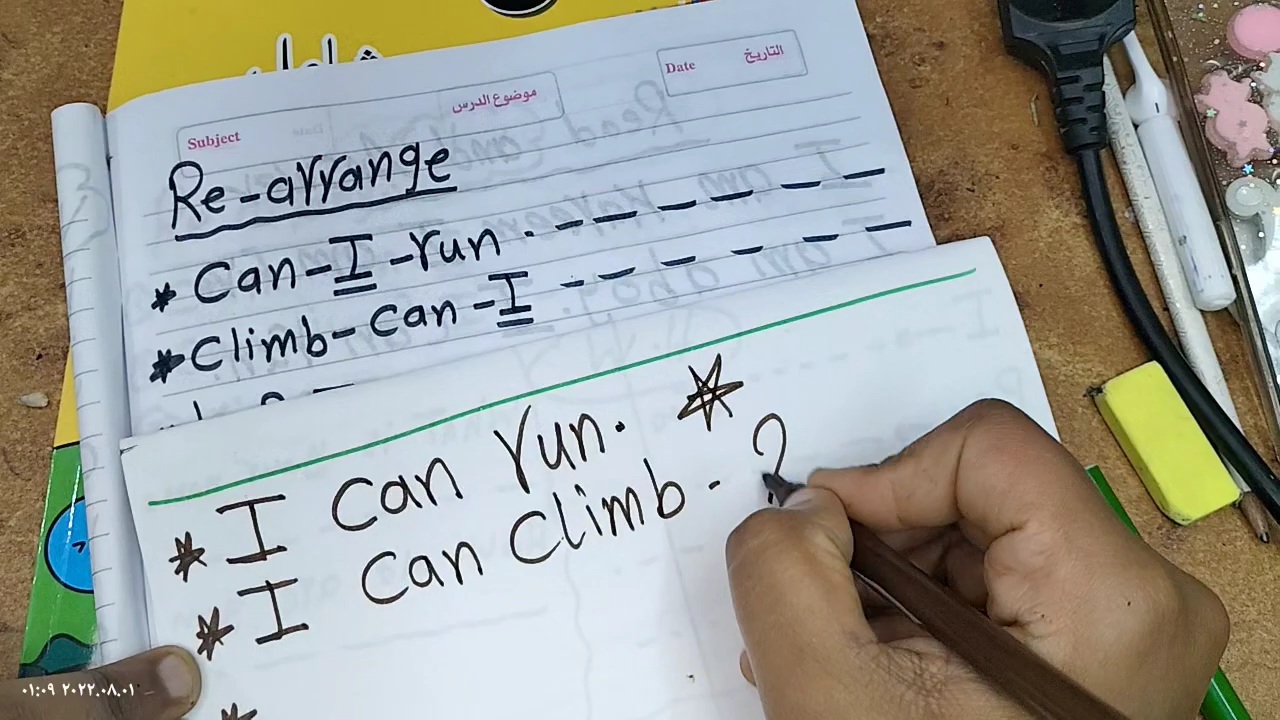 التاريخ
Date
موضوع الدرس
Subject
Re-arrange
* Can-I-run. _ _ _ _ _
* Climb-can-I _ _ _ _ _ _
* I can run.
* I can climb - ?
٠١:٠٩ ٢٠٢٢.٠٨.٠١